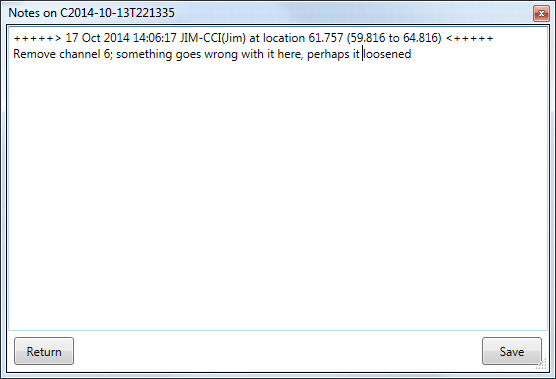 Notes on C2014-10-13T221335
+++++> 17 Oct 2014 14:06:17 JIM-CCI(Jim) at location 61.757 (59.816 to 64.816) <+++++
Remove channel 6; something goes wrong with it here, perhaps it loosened
Return
Save